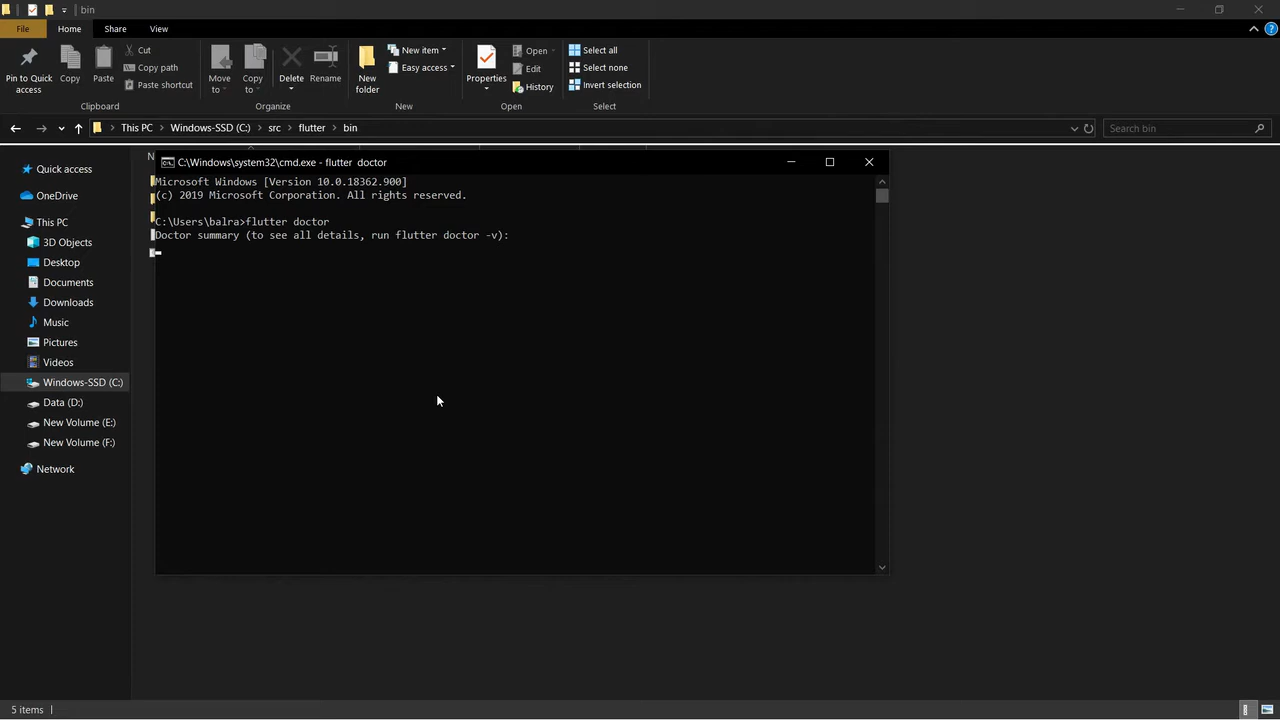 bin
File
Home
Share
View
Pin to Quick access
Copy
Paste
Cut
Copy path
Paste shortcut
Clipboard
Move to
Copy to
Delete
Rename
Organize
New folder
New item
Easy access
New
Properties
Open
Edit
History
Open
Select all
Select none
Invert selection
Select
This PC
Windows-SSD (C:)
src
flutter
bin
Search bin
Quick access
OneDrive
This PC
3D Objects
Desktop
Documents
Downloads
Music
Pictures
Videos
Windows-SSD (C:)
Data (D:)
New Volume (E:)
New Volume (F:)
Network
N
C:\Windows\system32\cmd.exe - flutter  doctor
Microsoft Windows [Version 10.0.18362.900]
(c) 2019 Microsoft Corporation. All rights reserved.
C:\Users\balra>flutter doctor
Doctor summary (to see all details, run flutter doctor -v):
5 items